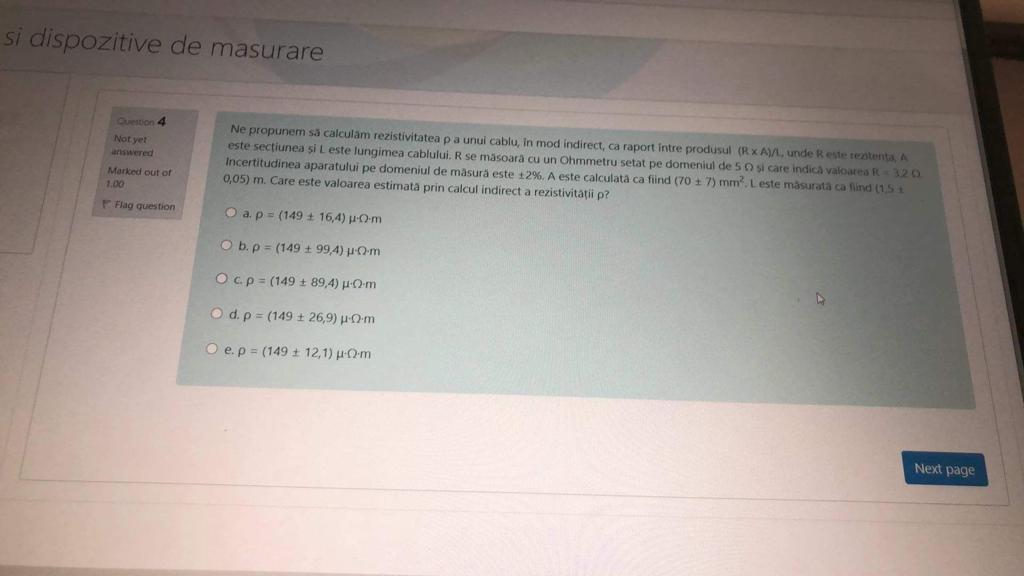 si dispozitive de masurare
Question 4
Not yet
answered
Marked out of
1.00
Flag question
Ne propunem să calculăm rezistivitatea ρ a unui cablu, în mod indirect, ca raport între produsul (R x A)/L, unde R este rezitența, A
este secțiunea și L este lungimea cablului. R se măsoară cu un Ohmmetru setat pe domeniul de 5 Ω și care indică valoarea R = 3,2 Ω.
Incertitudinea aparatului pe domeniul de măsură este ±2%. A este calculată ca fiind (70 ± 7) mm². L este măsurată ca fiind (1,5 ±
0,05) m. Care este valoarea estimată prin calcul indirect a rezistivității ρ?
a. ρ = (149 ± 16,4) μ·Ω·m
b. ρ = (149 ± 99,4) μ·Ω·m
c. ρ = (149 ± 89,4) μ·Ω·m
d. ρ = (149 ± 26,9) μ·Ω·m
e. ρ = (149 ± 12,1) μ·Ω·m
Next page